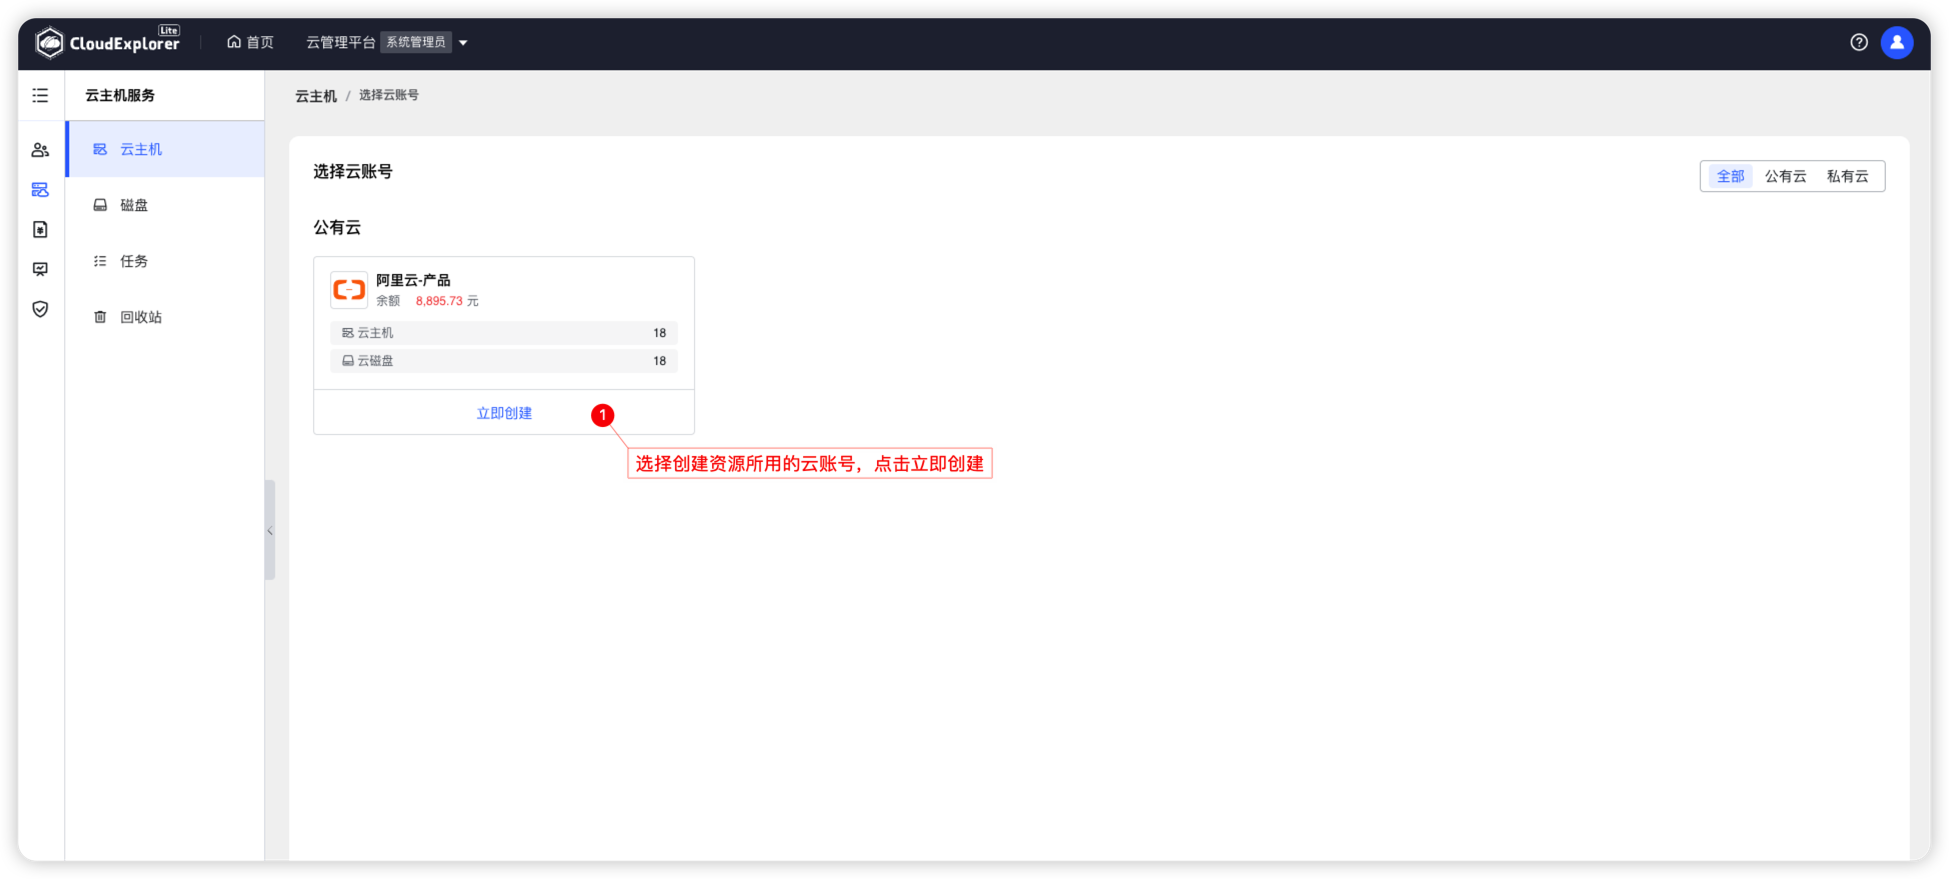 CloudExplorer Lite
首页
云管理平台 系统管理员
云主机服务
云主机
磁盘
任务
回收站
云主机 / 选择云账号
选择云账号
全部 公有云 私有云
公有云
阿里云-产品
余额 8,895.73 元
云主机 18
云磁盘 18
立即创建
1
选择创建资源所用的云账号，点击立即创建